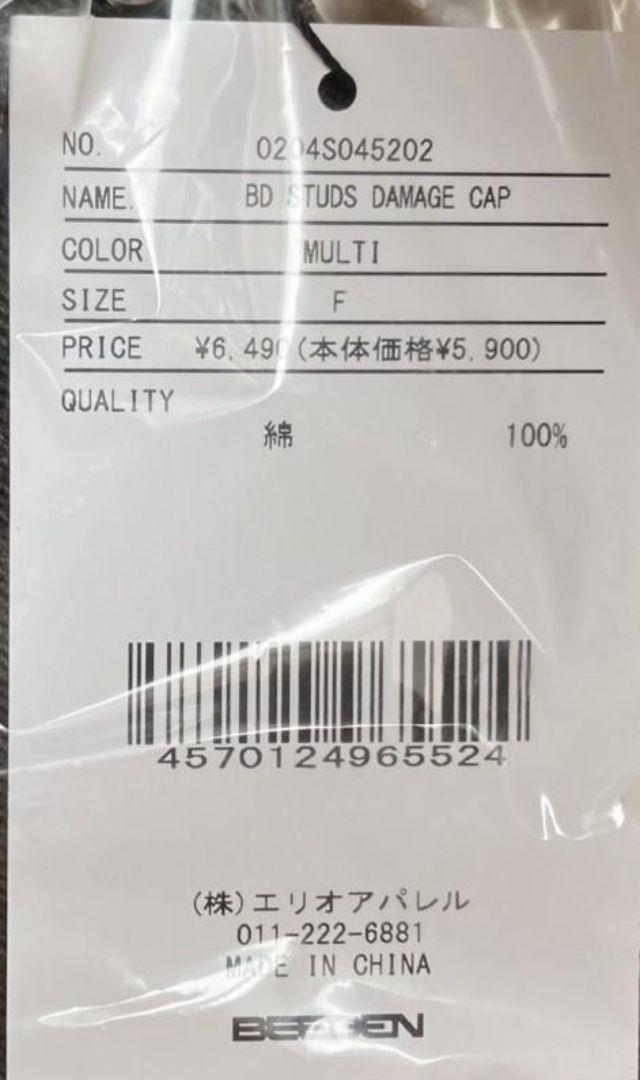 NO. 0204S045202
NAME. BD STUDS DAMAGE CAP
COLOR MULTI
SIZE F
PRICE ¥6,490(本体価格¥5,900)
QUALITY
綿 100%
4570124965524
(株)エリオアパレル
011-222-6881
MADE IN CHINA